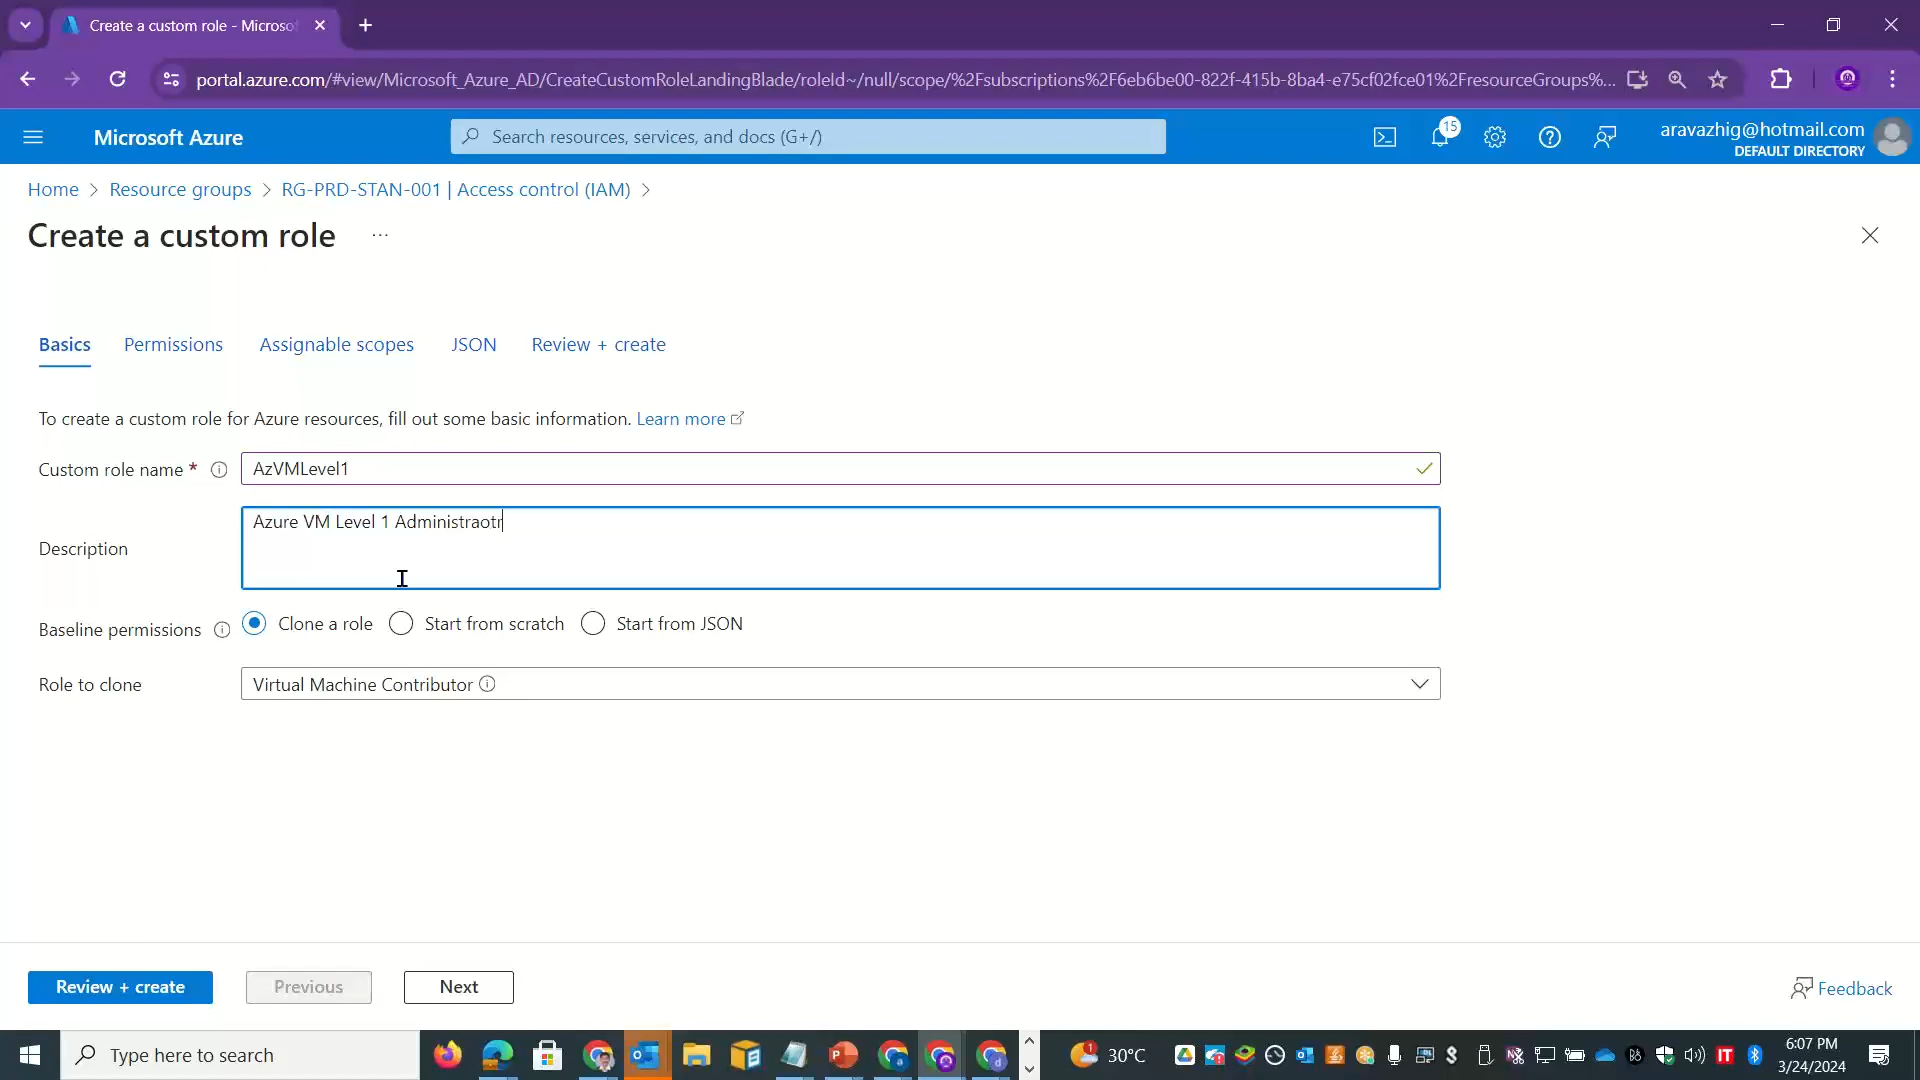 Create a custom role - Microsof
portal.azure.com/#view/Microsoft_Azure_AD/CreateCustomRoleLandingBlade/roleId~/null/scope/%2Fsubscriptions%2F6eb6be00-822f-415b-8ba4-e75cf02fce01%2FresourceGroups%...
Microsoft Azure
Search resources, services, and docs (G+/)
15
aravazhig@hotmail.com
DEFAULT DIRECTORY
Home > Resource groups > RG-PRD-STAN-001 | Access control (IAM) >
Create a custom role ...
Basics Permissions Assignable scopes JSON Review + create
To create a custom role for Azure resources, fill out some basic information. Learn more
Custom role name * AzVMLevel1
Azure VM Level 1 Administraotr
Description
Baseline permissions Clone a role Start from scratch Start from JSON
Role to clone Virtual Machine Contributor
Review + create Previous Next Feedback
Type here to search
1
30°C
6:07 PM
3/24/2024